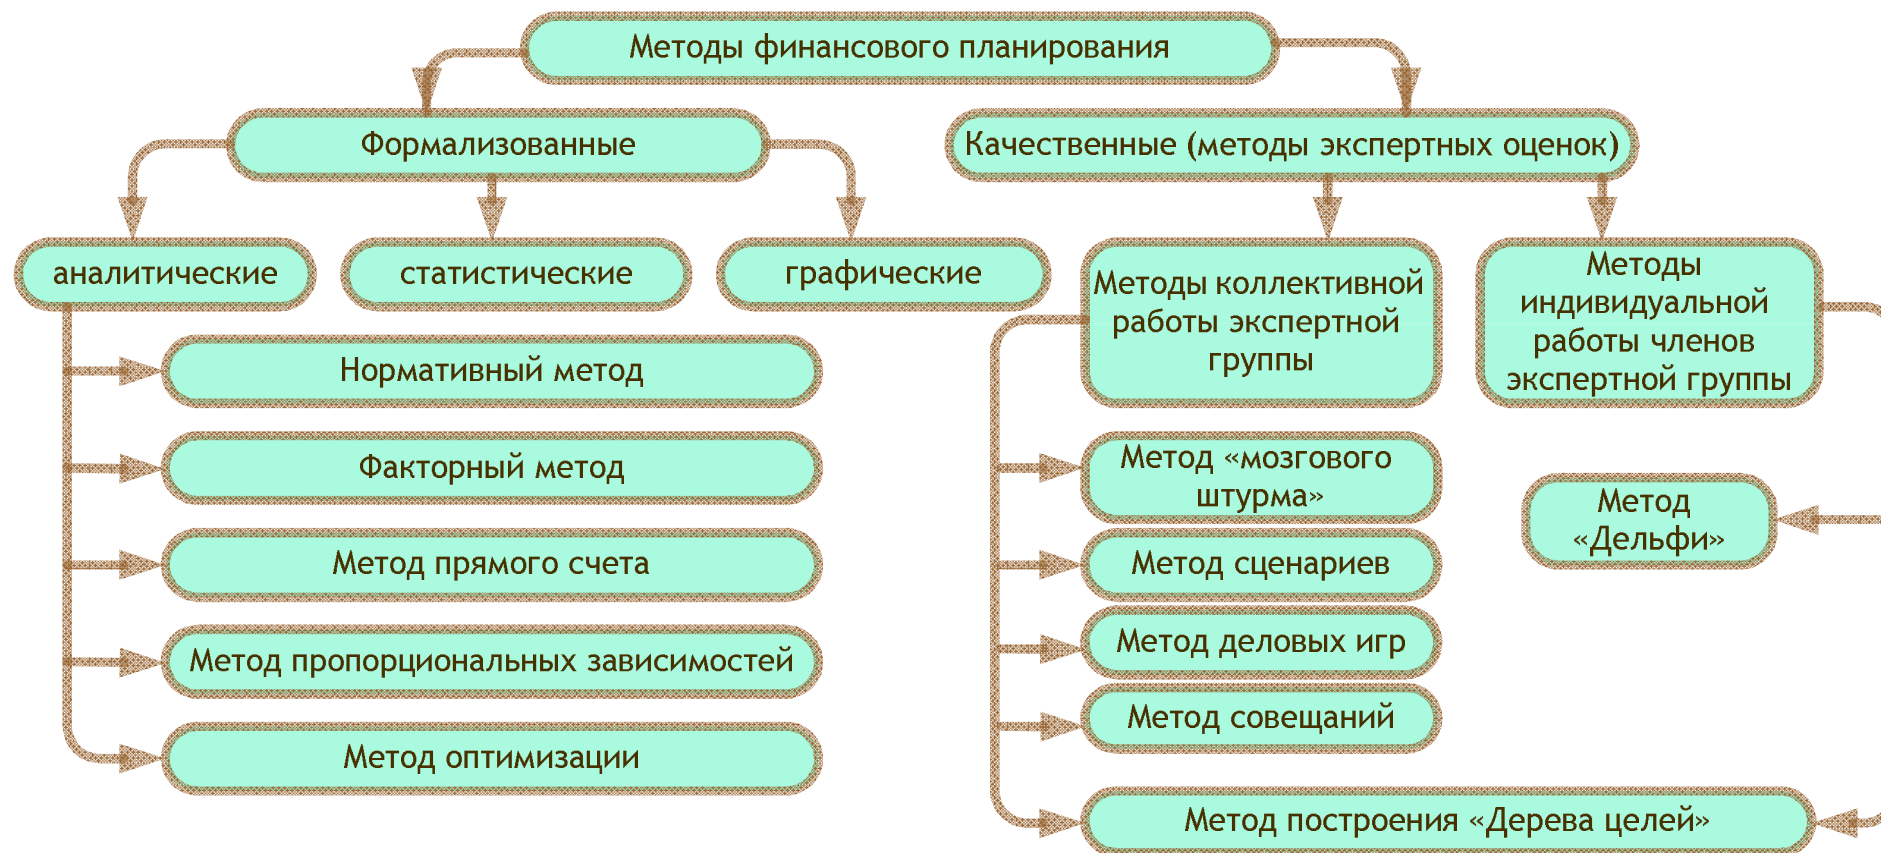 Методы финансового планирования
Формализованные
Качественные (методы экспертных оценок)
аналитические
статистические
графические
Методы коллективной
работы экспертной
группы
Методы
индивидуальной
работы членов
экспертной группы
Нормативный метод
Факторный метод
Метод прямого счета
Метод пропорциональных зависимостей
Метод оптимизации
Метод «мозгового
штурма»
Метод сценариев
Метод деловых игр
Метод совещаний
Метод
«Дельфи»
Метод построения «Дерева целей»